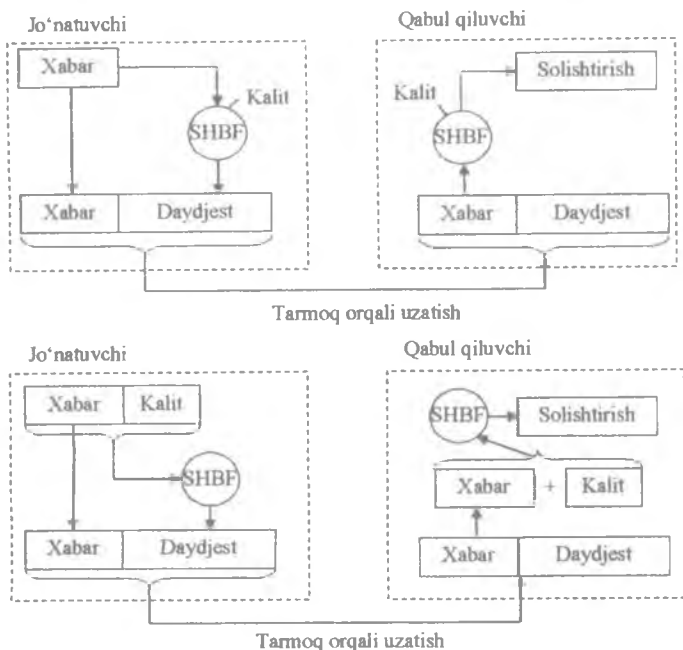 Jo‘natuvchi
Qabul qiluvchi
Xabar
Kalit
SHBF
Xabar Daydjest
Kalit
SHBF
Solishtirish
Xabar Daydjest
Tarmoq orqali uzatish
Jo‘natuvchi
Qabul qiluvchi
Xabar Kalit
SHBF
Xabar Daydjest
SHBF
Solishtirish
Xabar + Kalit
Xabar Daydjest
Tarmoq orqali uzatish